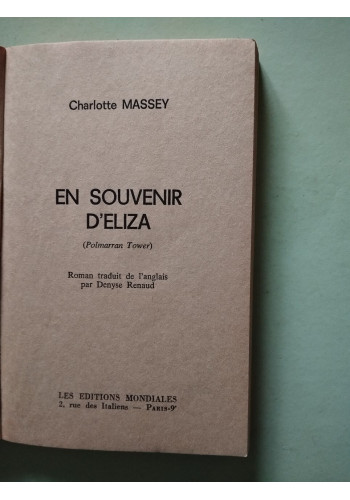 Charlotte MASSEY
EN SOUVENIR
D'ELIZA
(Polmarran Tower)
Roman traduit de l'anglais
par Denyse Renaud
LES EDITIONS MONDIALES
2, rue des Italiens — PARIS-9e